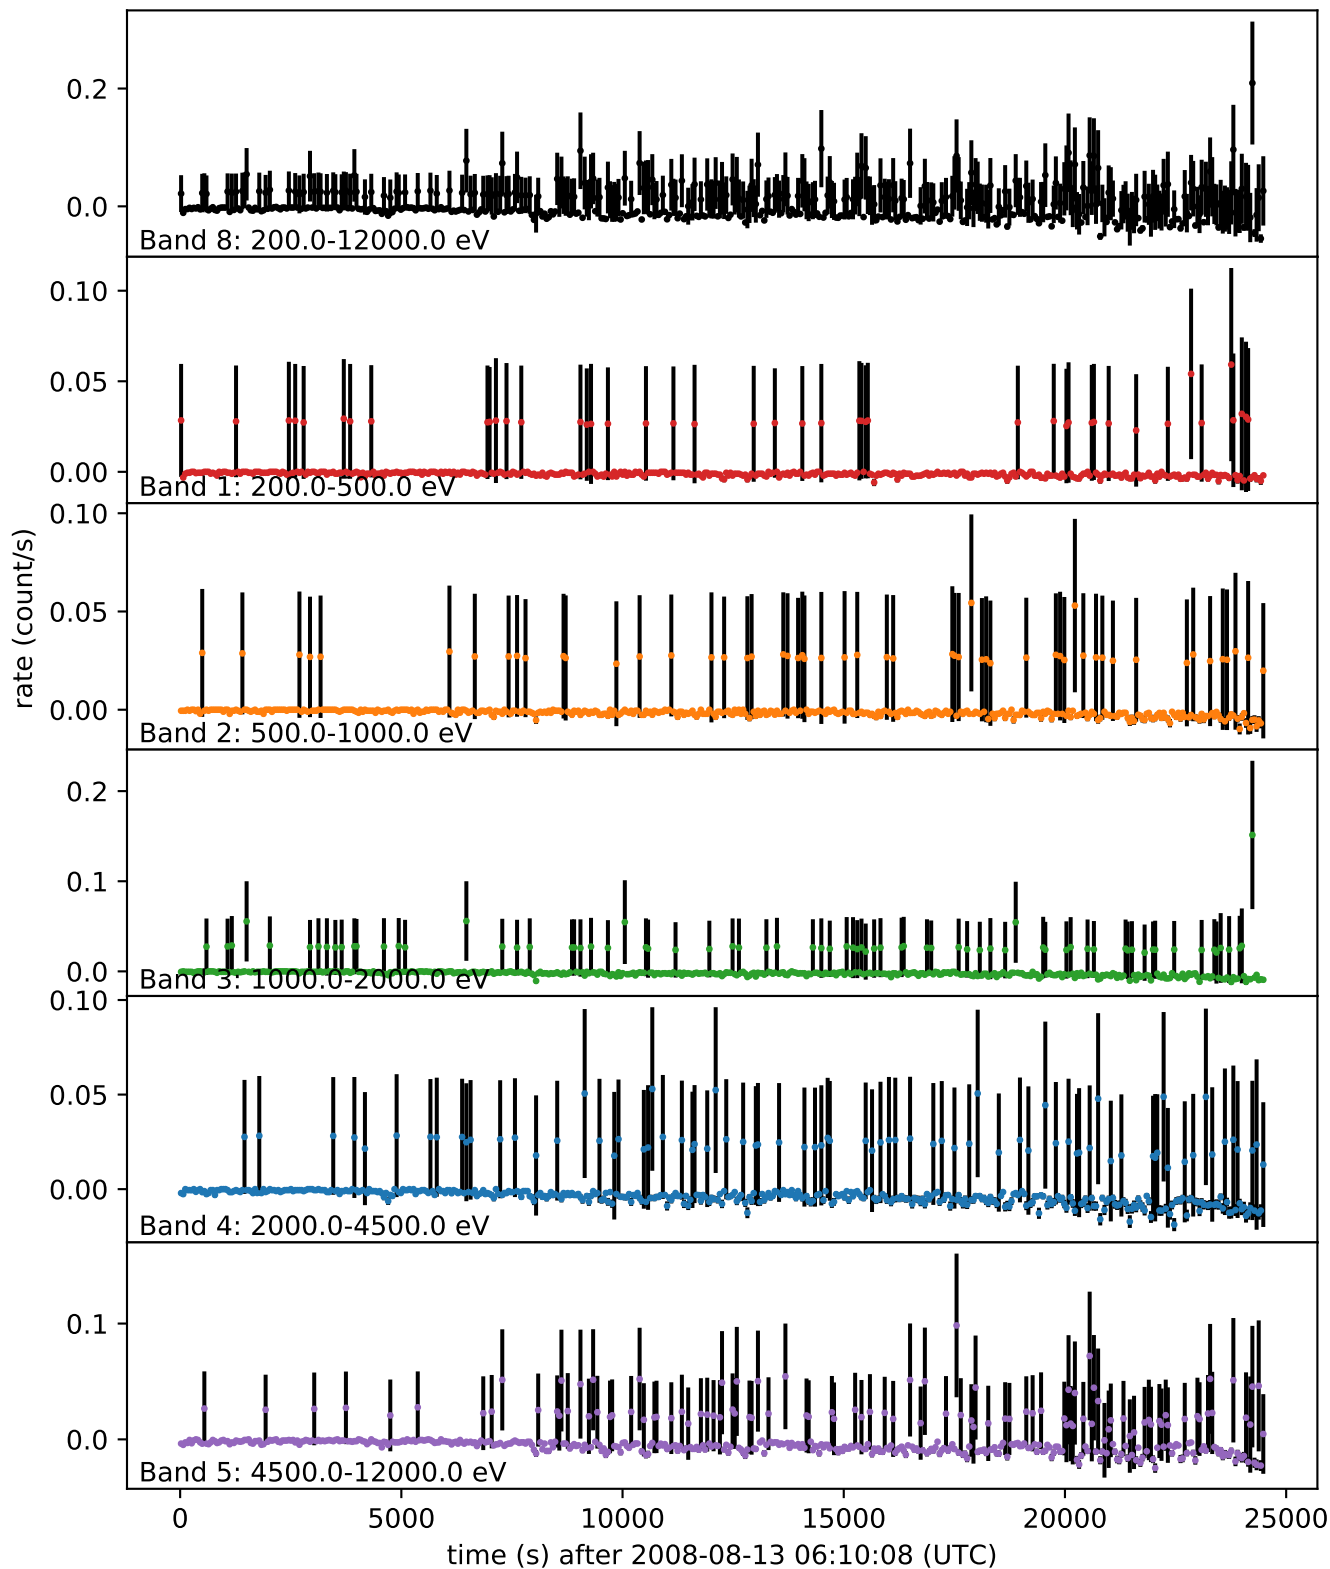 0.2
0.0
Band 8: 200.0-12000.0 eV
0.10
0.05
0.00
Band 1: 200.0-500.0 eV
0.10
0.05
0.00
Band 2: 500.0-1000.0 eV
rate (count/s)
0.2
0.1
0.0
Band 3: 1000.0-2000.0 eV
0.10
0.05
0.00
Band 4: 2000.0-4500.0 eV
0.1
0.0
Band 5: 4500.0-12000.0 eV
0 5000 10000 15000 20000 25000
time (s) after 2008-08-13 06:10:08 (UTC)